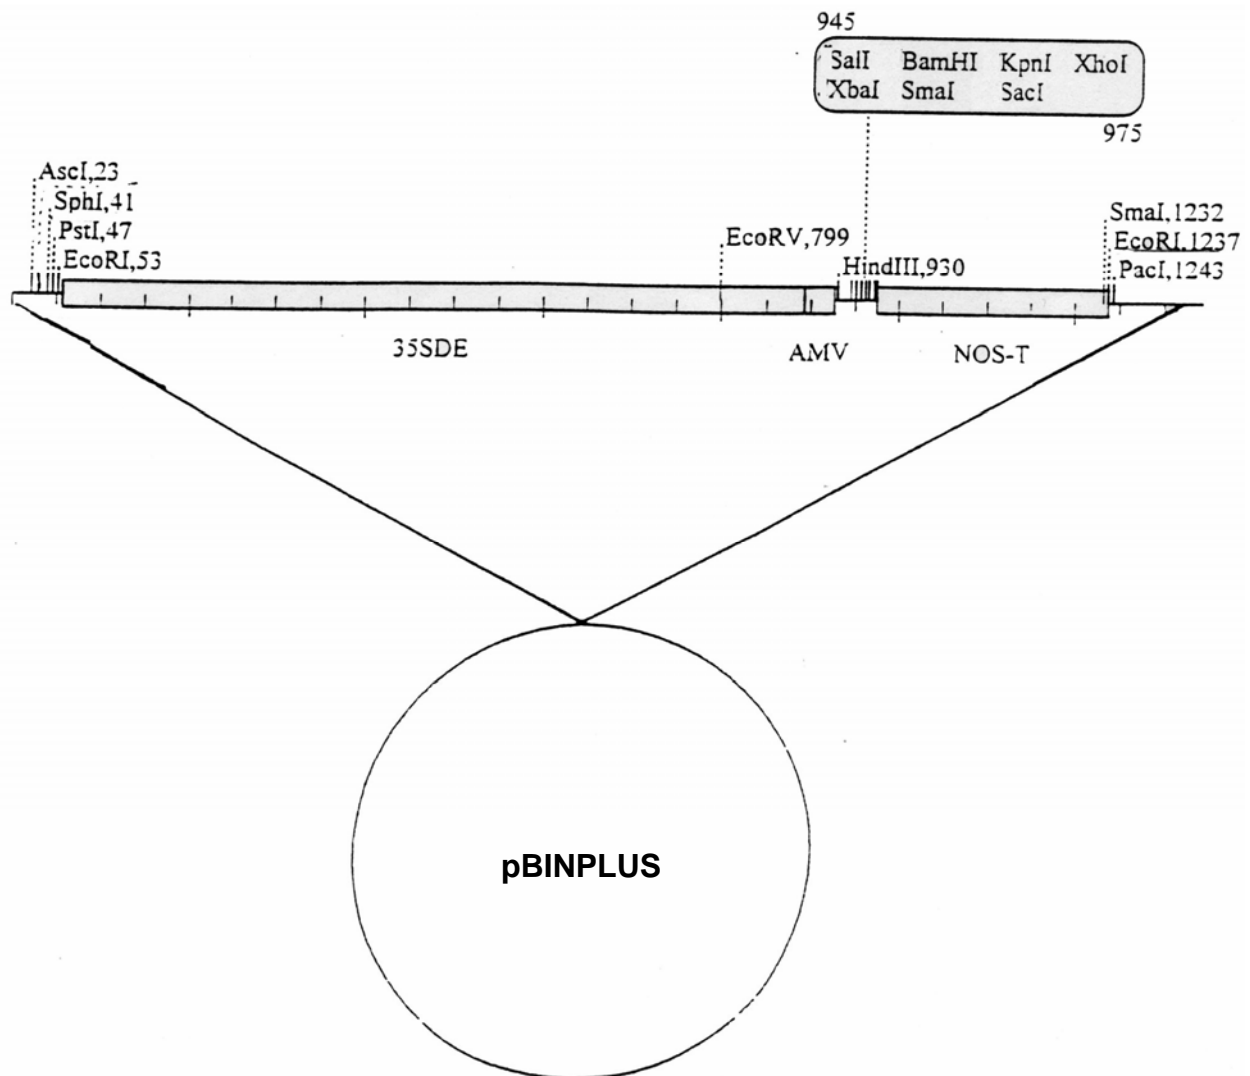 945
SalI BamHI KpnI XhoI
XbaI SmaI SacI
975
AscI,23
SphI,41
PstI,47
EcoRI,53
EcoRV,799
HindIII,930
SmaI,1232
EcoRI,1237
PacI,1243
35SDE
AMV
NOS-T
pBINPLUS